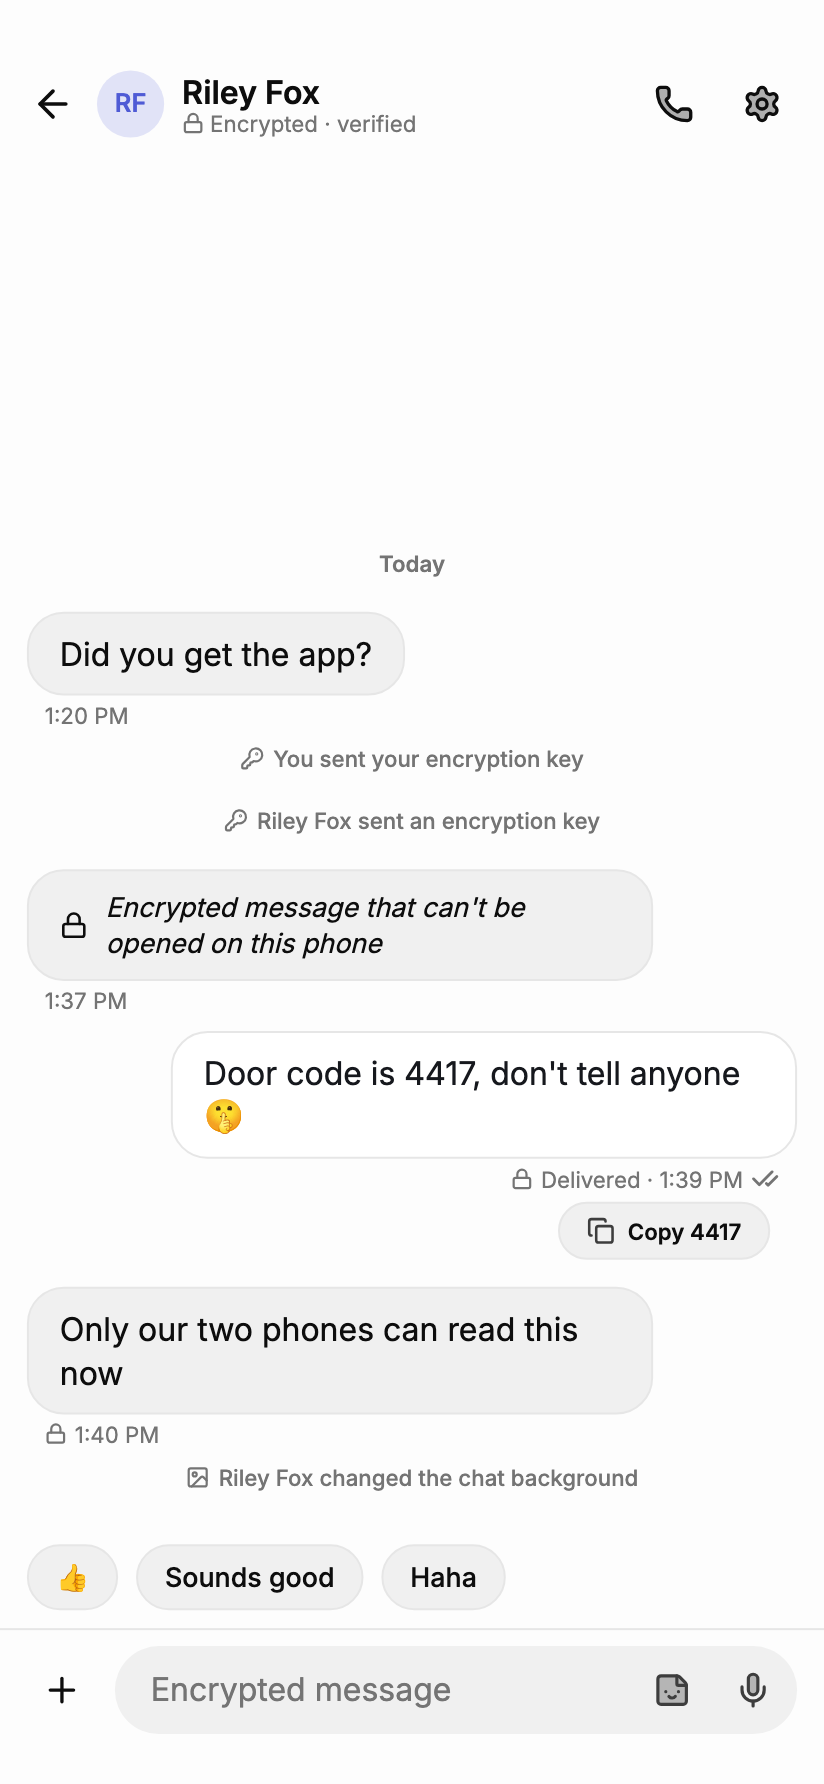 RF
Riley Fox
Encrypted · verified
Today
Did you get the app?
1:20 PM
You sent your encryption key
Riley Fox sent an encryption key
Encrypted message that can't be
opened on this phone
1:37 PM
Door code is 4417, don't tell anyone
🤫
Delivered · 1:39 PM
Copy 4417
Only our two phones can read this
now
1:40 PM
Riley Fox changed the chat background
👍
Sounds good
Haha
Encrypted message